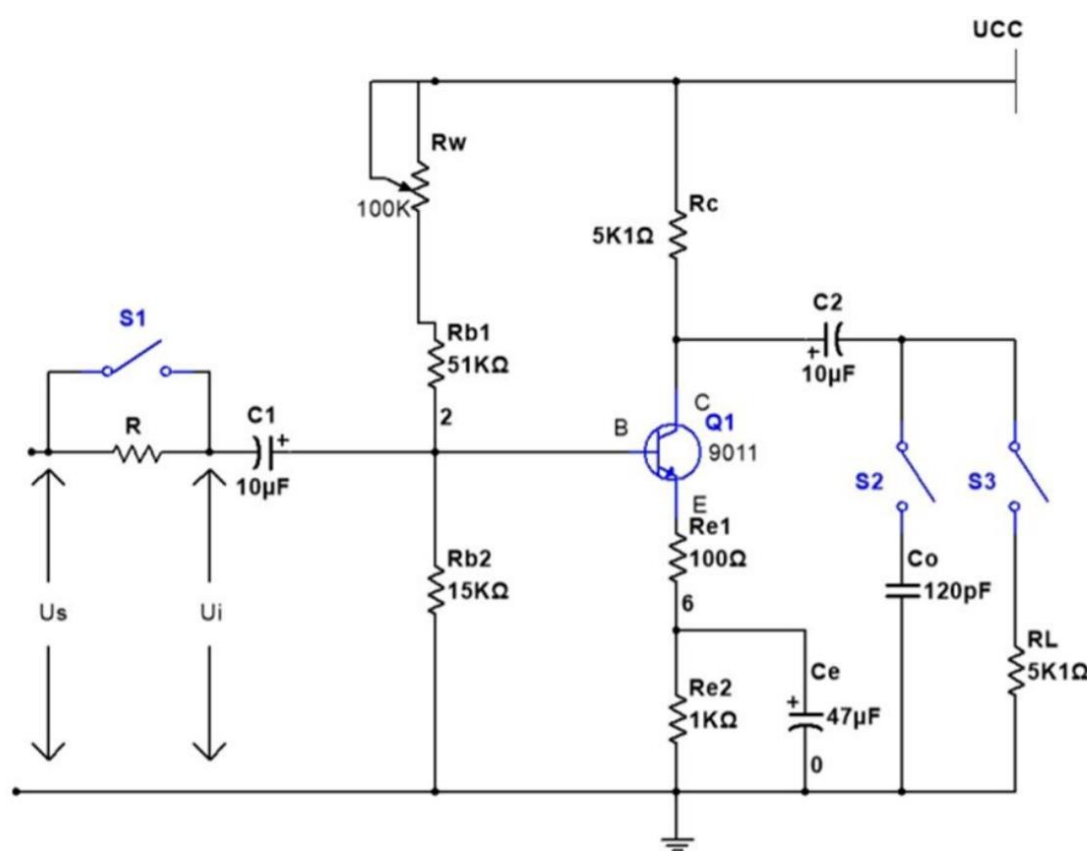 UCC
Rw
100K
Rc
5K1Ω
S1
Rb1
51KΩ
C2
+
10µF
R
C1
+
10µF
2
B
C
Q1
9011
E
S2
S3
Re1
100Ω
Rb2
15KΩ
6
Co
120pF
Us
Ui
RL
5K1Ω
Re2
1KΩ
Ce
+
47µF
0